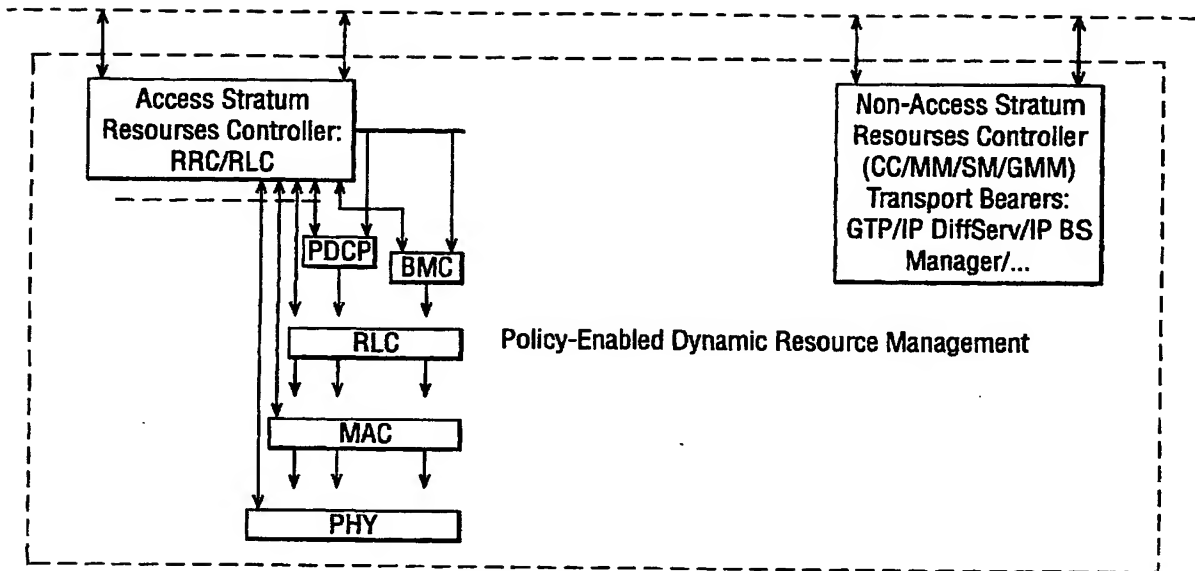 Access Stratum
Resourses Controller:
RRC/RLC
Non-Access Stratum
Resourses Controller
(CC/MM/SM/GMM)
Transport Bearers:
GTP/IP DiffServ/IP BS
Manager/...
PDCP
BMC
RLC
Policy-Enabled Dynamic Resource Management
MAC
PHY